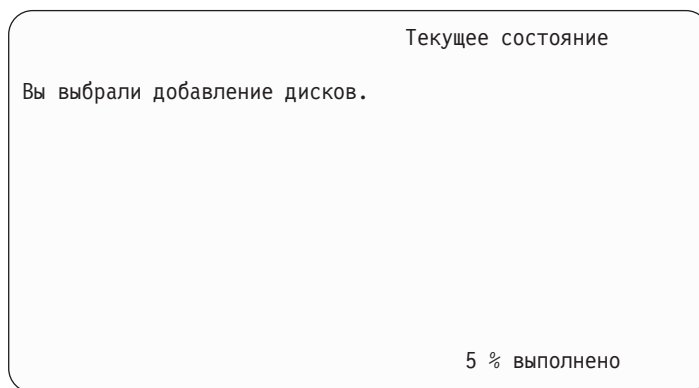 Текущее состояние
Вы выбрали добавление дисков.
5 % выполнено